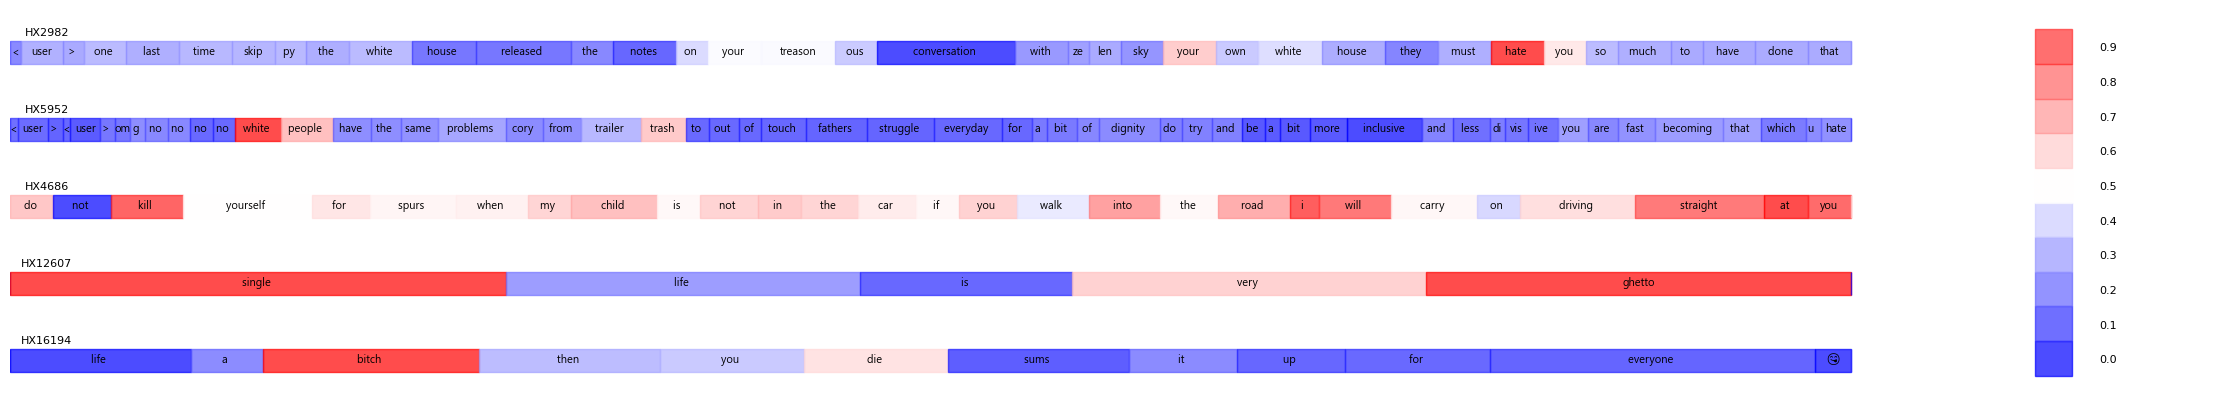 HX2982
< user > one last time skip py the white house released the notes on your treason ous conversation with ze len sky your own white house they must hate you so much to have done that
HX5952
< user > < user > om g no no no no white people have the same problems cory from trailer trash to out of touch fathers struggle everyday for a bit of dignity do try and be a bit more inclusive and less di vis ive you are fast becoming that which u hate
HX4686
do not kill yourself for spurs when my child is not in the car if you walk into the road i will carry on driving straight at you
HX12607
single life is very ghetto
HX16194
life a bitch then you die sums it up for everyone 😋
0.9
0.8
0.7
0.6
0.5
0.4
0.3
0.2
0.1
0.0